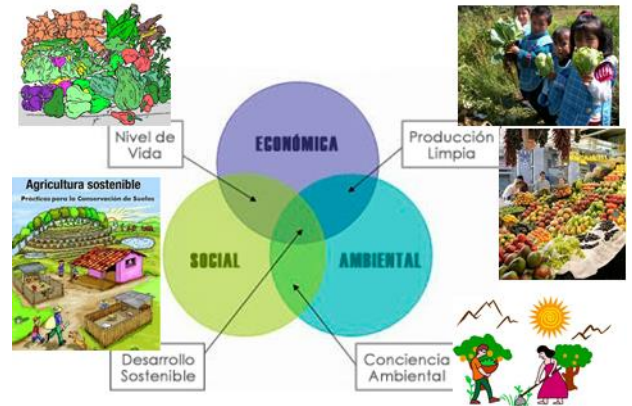 Nivel de
Vida
ECONÓMICA
Producción
Limpia
Agricultura sostenible
Prácticas para la Conservación de Suelos
SOCIAL
AMBIENTAL
Desarrollo
Sostenible
Conciencia
Ambiental